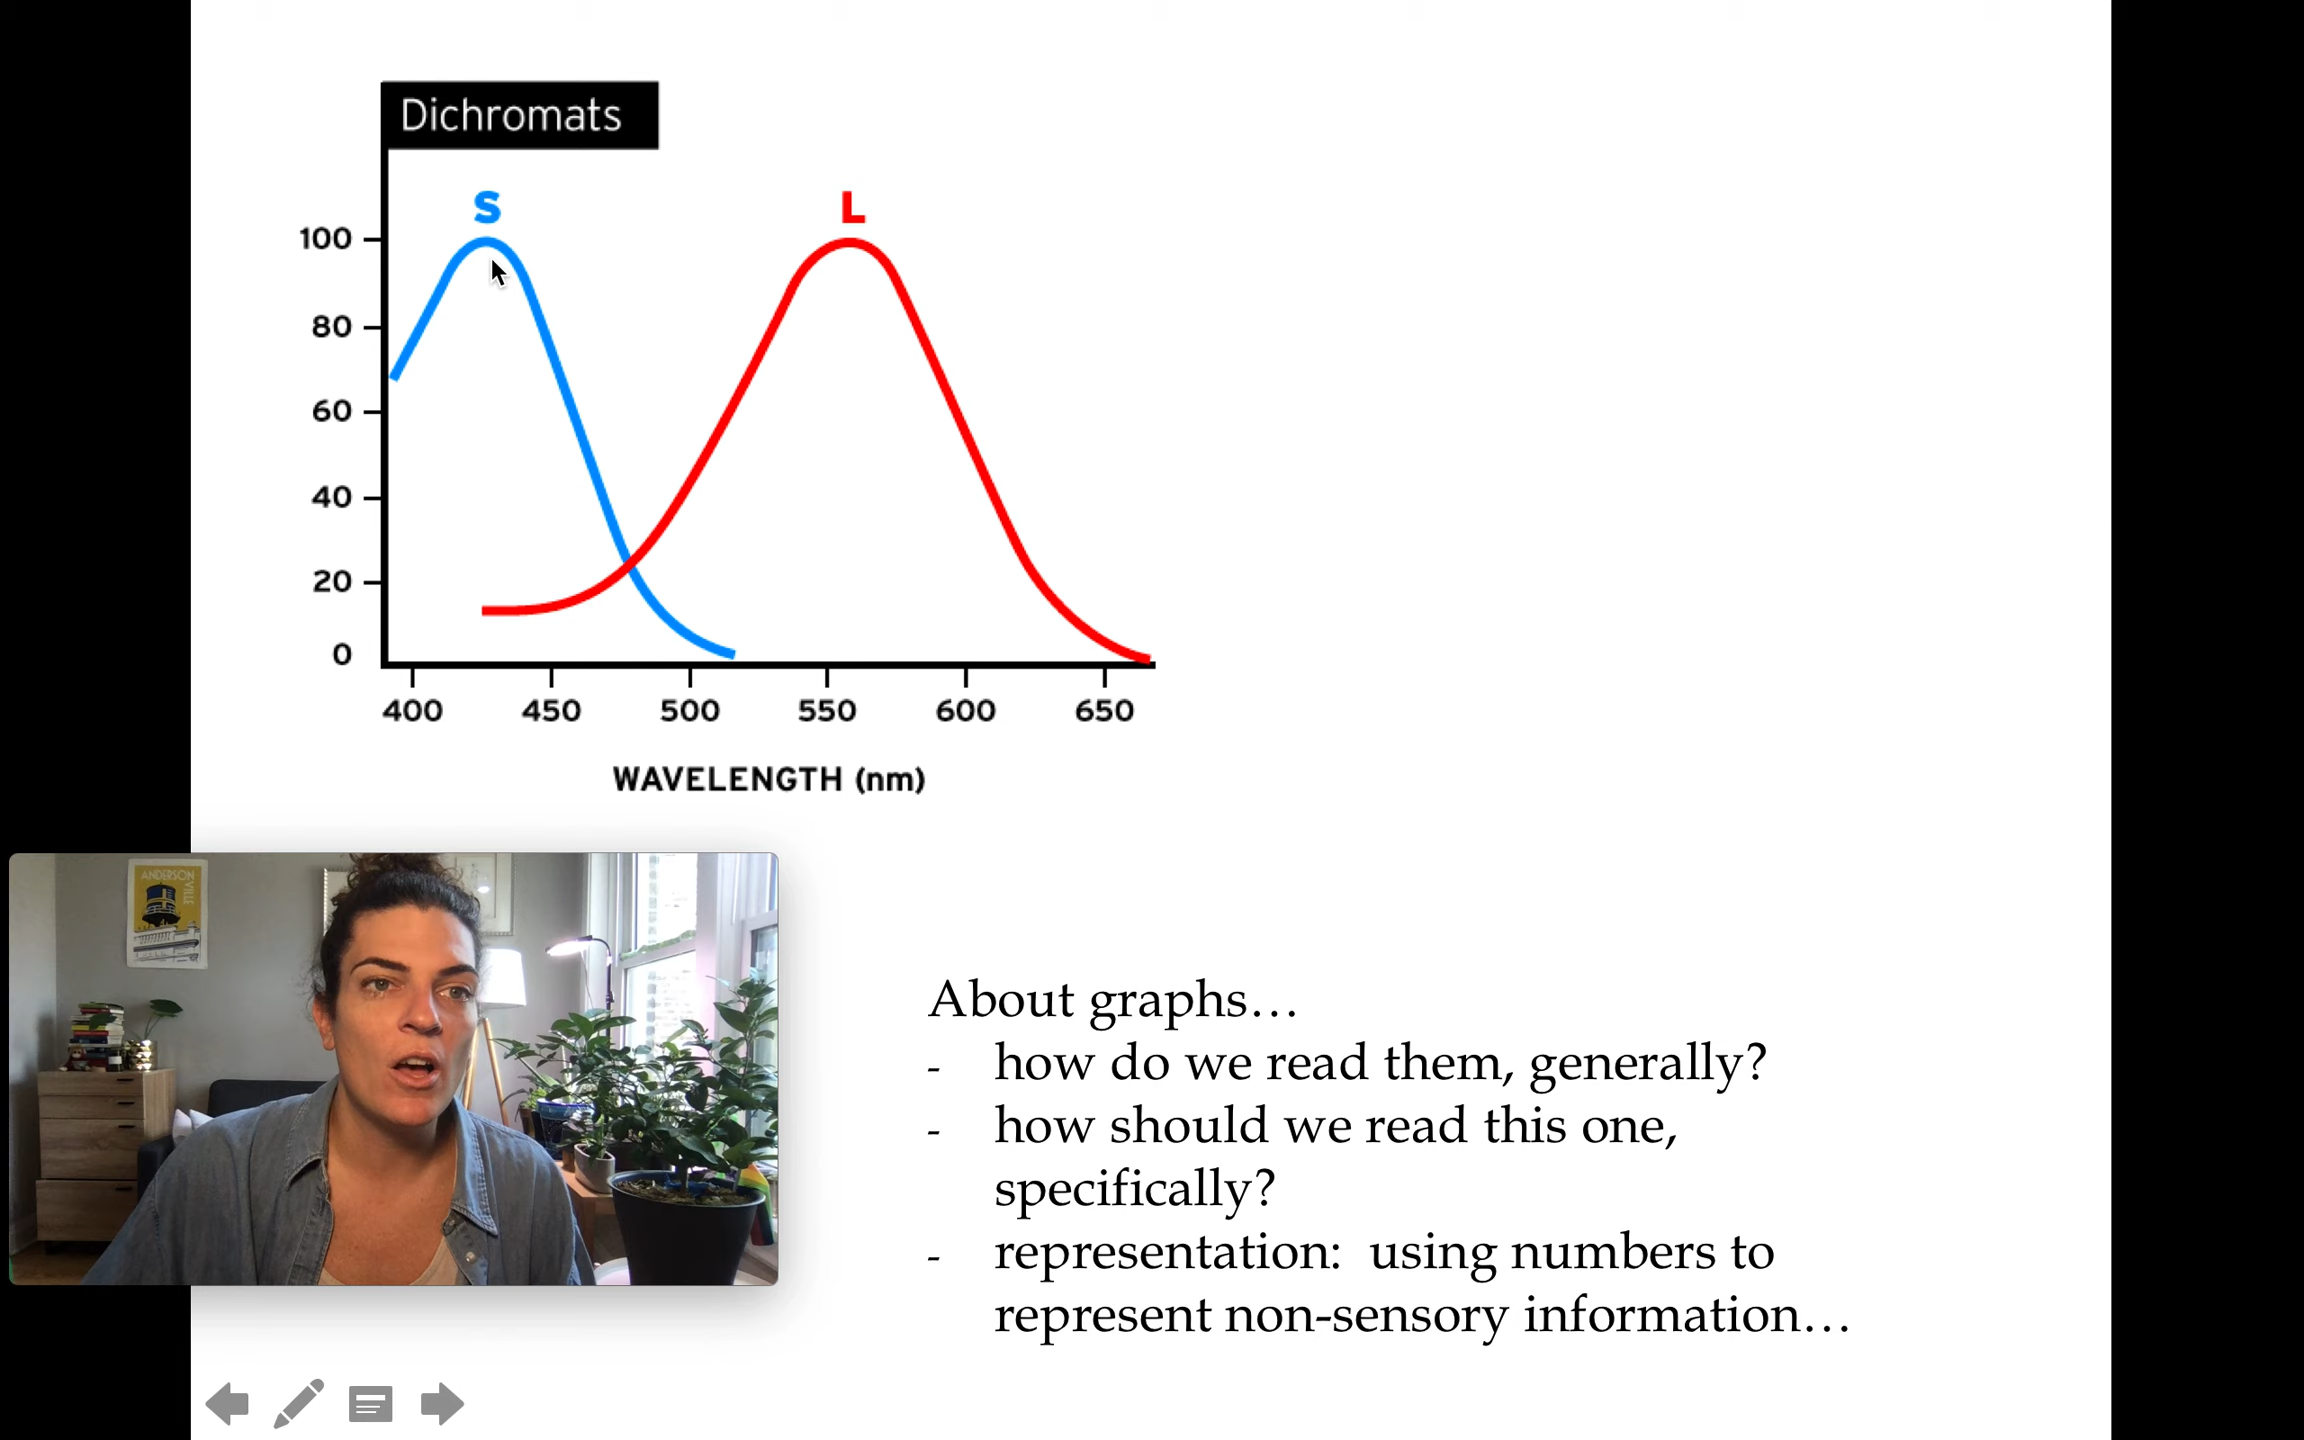 Dichromats
S
L
100
80
60
40
20
0
400 450 500 550 600 650
WAVELENGTH (nm)
ANDERSON
VILLE
About graphs…
- how do we read them, generally?
- how should we read this one,
specifically?
- representation: using numbers to
represent non-sensory information…